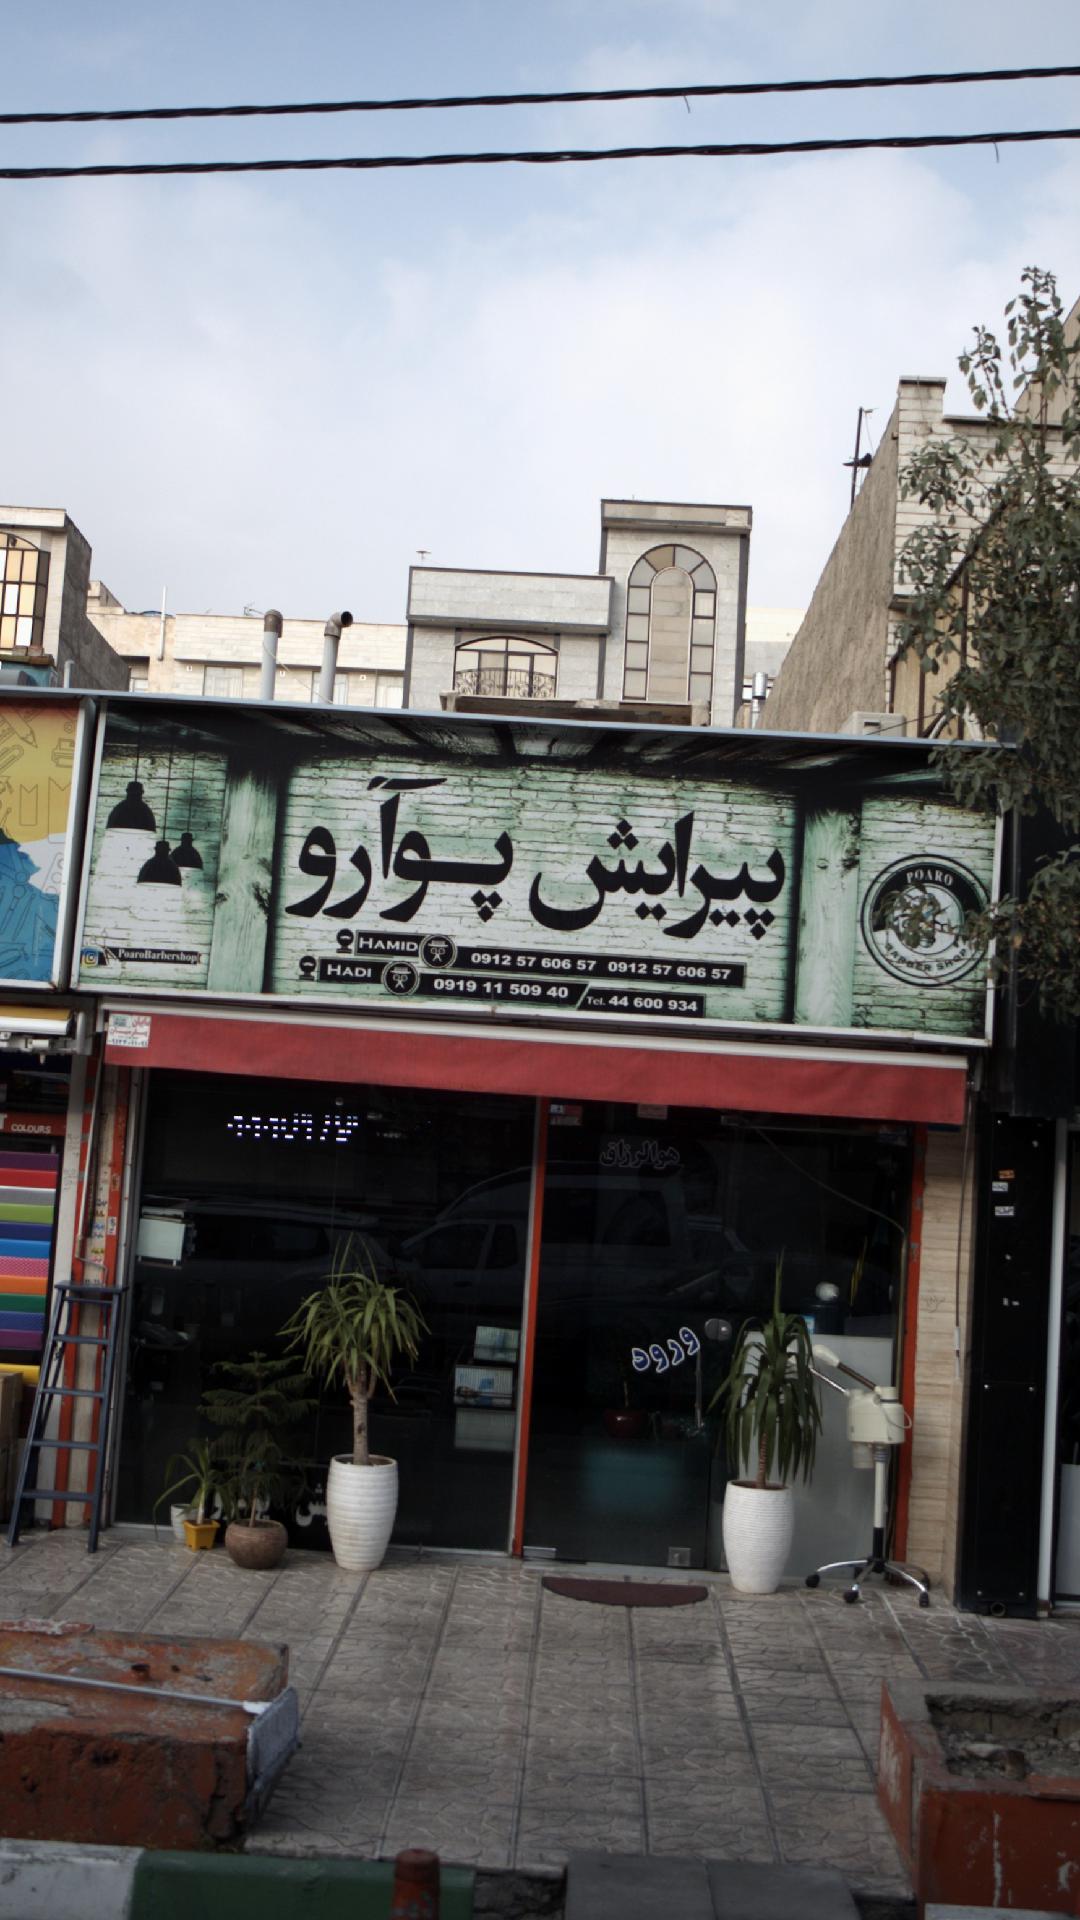 پیرایش پوآرو
HAMID 0912 57 606 57 0912 57 606 57
HADI 0919 11 509 40 Tel. 44 600 934
PoaroBarbershop
POARO
BARBER SHOP
COLOURS
هوالرزاق
ورود